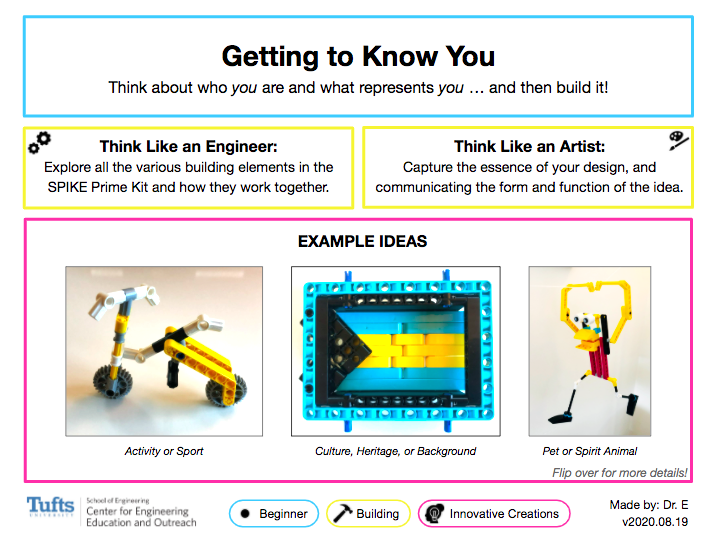 Getting to Know You
Think about who you are and what represents you … and then build it!
Think Like an Engineer:
Explore all the various building elements in the
SPIKE Prime Kit and how they work together.
Think Like an Artist:
Capture the essence of your design, and
communicating the form and function of the idea.
EXAMPLE IDEAS
Activity or Sport
Culture, Heritage, or Background
Pet or Spirit Animal
Flip over for more details!
Tufts
UNIVERSITY
School of Engineering
Center for Engineering
Education and Outreach
Beginner
Building
Innovative Creations
Made by: Dr. E
v2020.08.19